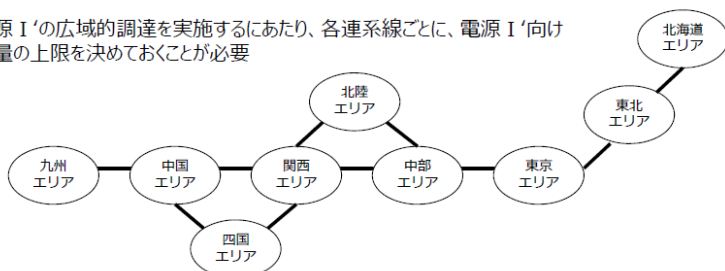 源Ⅰ‘の広域的調達を実施するにあたり、各連系線ごとに、電源Ⅰ‘向け
量の上限を決めておくことが必要
北海道
エリア
北陸
エリア
東北
エリア
九州
エリア
中国
エリア
関西
エリア
中部
エリア
東京
エリア
四国
エリア